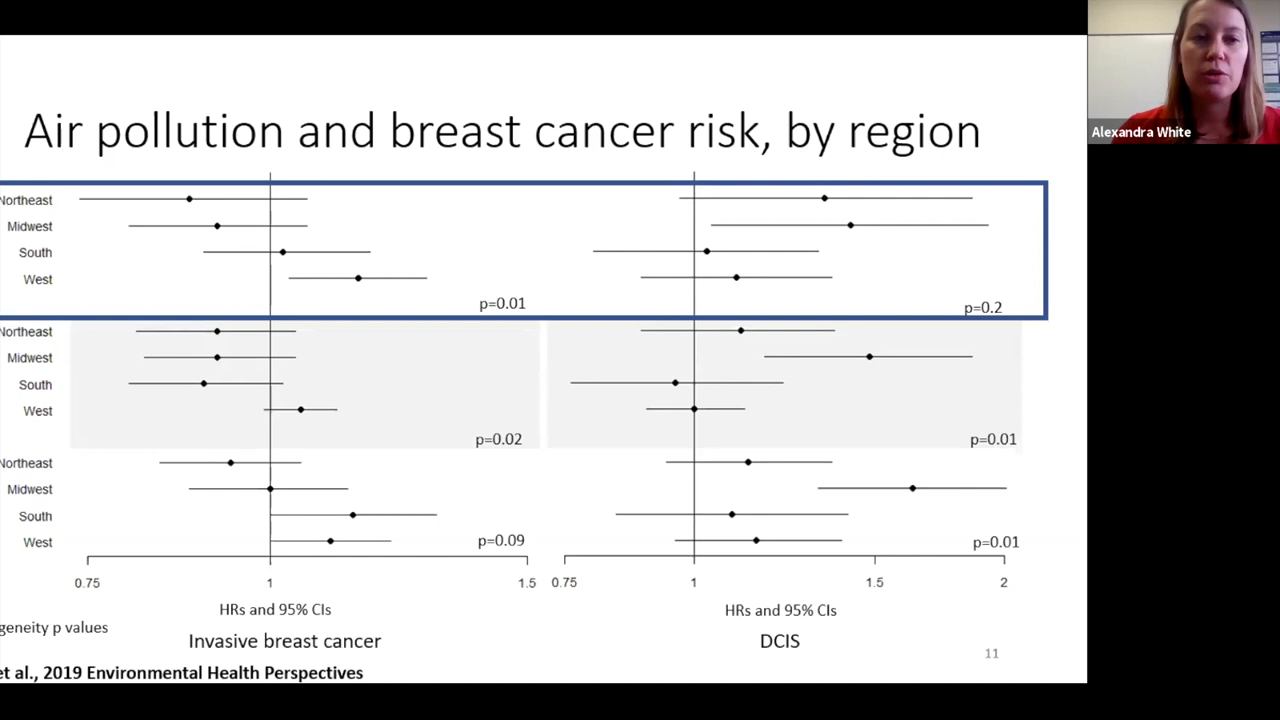 Air pollution and breast cancer risk, by region
Alexandra White
Northeast
Midwest
South
West
p=0.01
p=0.2
Northeast
Midwest
South
West
p=0.02
p=0.01
Northeast
Midwest
South
West
p=0.09
p=0.01
0.75 1 1.5 0.75 1 1.5 2
HRs and 95% CIs HRs and 95% CIs
geneity p values
Invasive breast cancer DCIS
11
et al., 2019 Environmental Health Perspectives